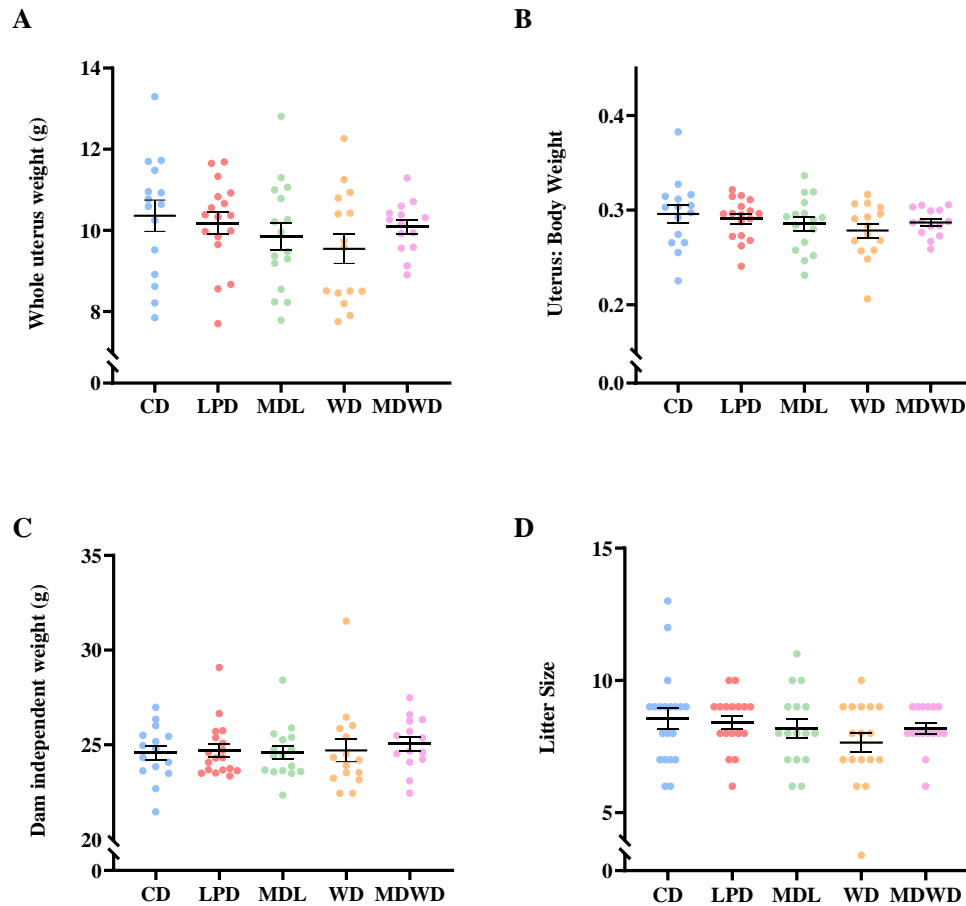 A
Whole uterus weight (g)
14
12
10
8
0
CD LPD MDL WD MDWD
B
Uterus: Body Weight
0.4
0.3
0.2
0.0
CD LPD MDL WD MDWD
C
Dam independent weight (g)
35
30
25
20
0
CD LPD MDL WD MDWD
D
Litter Size
15
10
5
0
CD LPD MDL WD MDWD